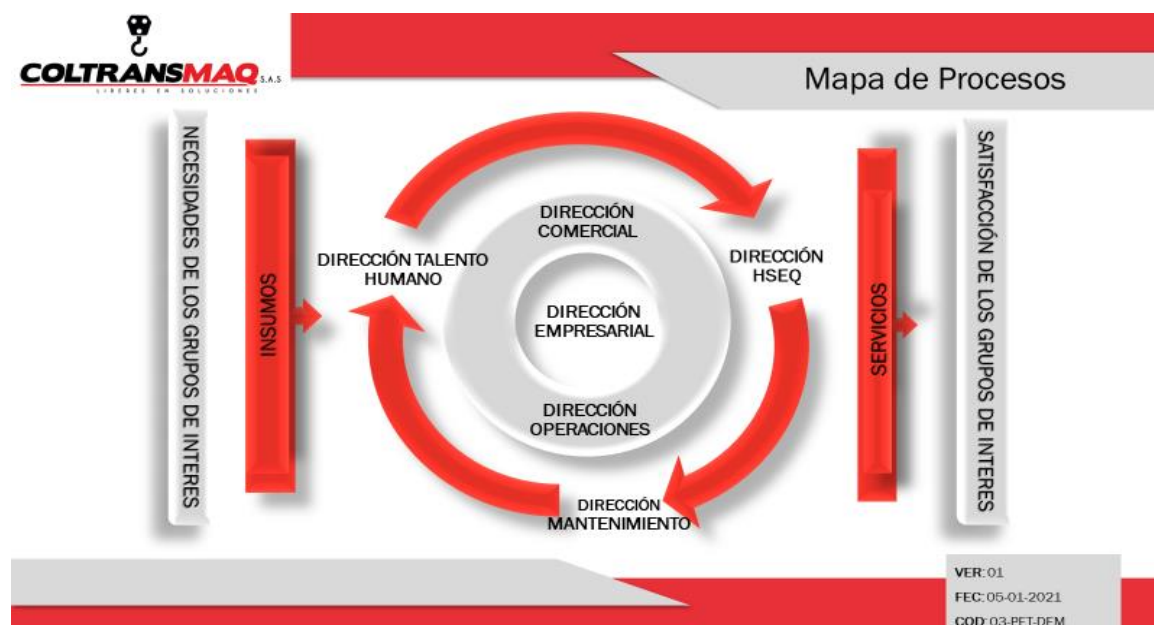 COLTRANSMAQ S.A.S
LIDERES EN SOLUCIONES
Mapa de Procesos
NECESIDADES DE LOS GRUPOS DE INTERES
INSUMOS
DIRECCIÓN TALENTO
HUMANO
DIRECCIÓN
COMERCIAL
DIRECCIÓN
EMPRESARIAL
DIRECCIÓN
OPERACIONES
DIRECCIÓN
HSEQ
DIRECCIÓN
MANTENIMIENTO
SERVICIOS
SATISFACCIÓN DE LOS GRUPOS DE INTERES
VER: 01
FEC: 05-01-2021
COD: 03-PFT-DEM